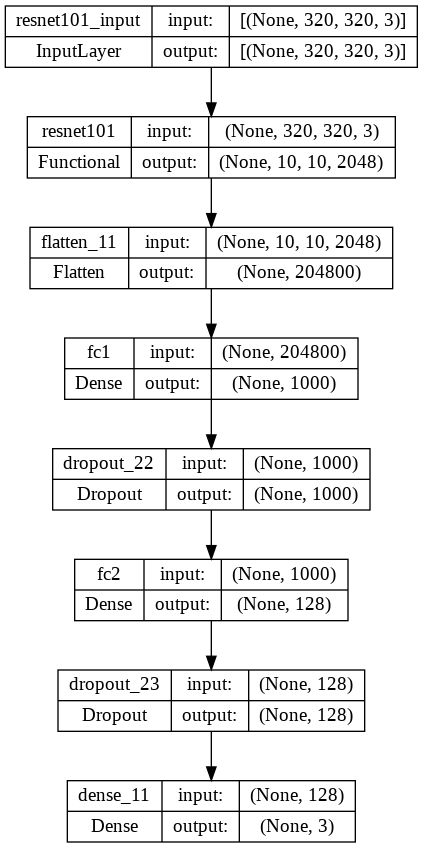 resnet101_input input: [(None, 320, 320, 3)]
InputLayer output: [(None, 320, 320, 3)]
resnet101 input: (None, 320, 320, 3)
Functional output: (None, 10, 10, 2048)
flatten_11 input: (None, 10, 10, 2048)
Flatten output: (None, 204800)
fc1 input: (None, 204800)
Dense output: (None, 1000)
dropout_22 input: (None, 1000)
Dropout output: (None, 1000)
fc2 input: (None, 1000)
Dense output: (None, 128)
dropout_23 input: (None, 128)
Dropout output: (None, 128)
dense_11 input: (None, 128)
Dense output: (None, 3)